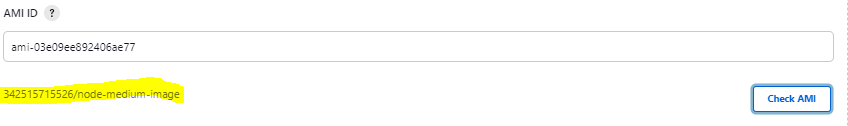 AMI ID ?
ami-03e09ee892406ae77
342515715526/node-medium-image
Check AMI